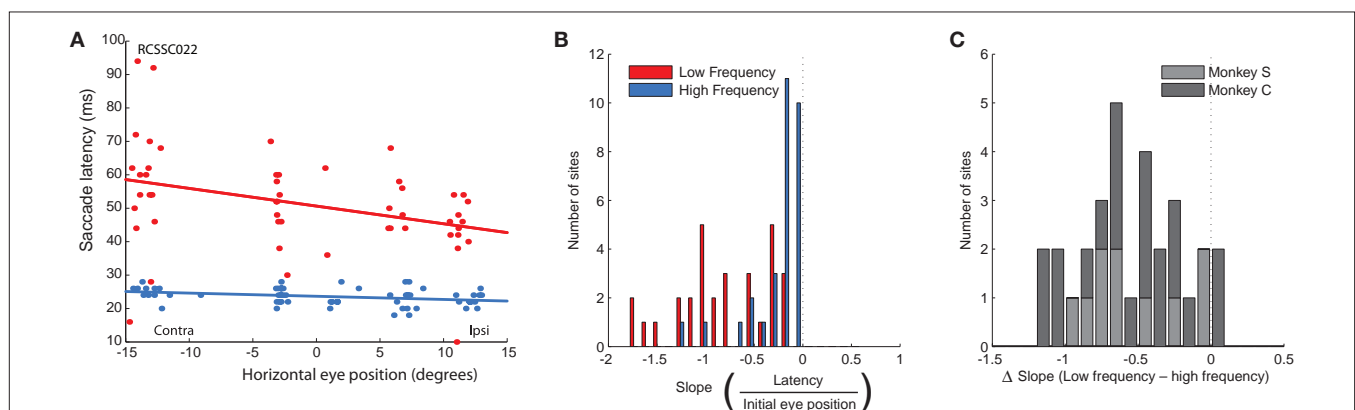 A
RCSSC022
100
90
80
70
60
50
40
30
20
10
Saccade latency (ms)
Contra
Ipsi
-15
-10
-5
0
5
10
15
Horizontal eye position (degrees)
B
12
10
8
6
4
2
0
Number of sites
Low Frequency
High Frequency
-2
-1.5
-1
-0.5
0
0.5
1
Slope ( Latency
Initial eye position )
C
6
5
4
3
2
1
0
Number of sites
Monkey S
Monkey C
-1.5
-1
-0.5
0
0.5
Δ Slope (Low frequency – high frequency)